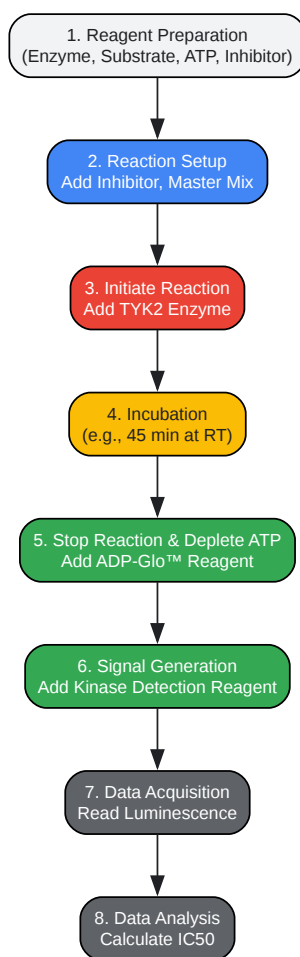 1. Reagent Preparation
(Enzyme, Substrate, ATP, Inhibitor)
2. Reaction Setup
Add Inhibitor, Master Mix
3. Initiate Reaction
Add TYK2 Enzyme
4. Incubation
(e.g., 45 min at RT)
5. Stop Reaction & Deplete ATP
Add ADP-Glo™ Reagent
6. Signal Generation
Add Kinase Detection Reagent
7. Data Acquisition
Read Luminescence
8. Data Analysis
Calculate IC50